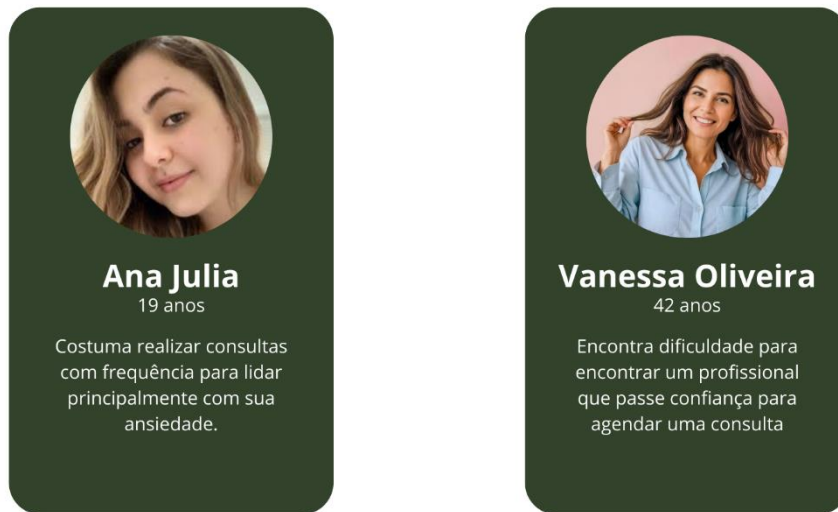 Ana Julia
19 anos
Costuma realizar consultas
com frequência para lidar
principalmente com sua
ansiedade.
Vanessa Oliveira
42 anos
Encontra dificuldade para
encontrar um profissional
que passe confiança para
agendar uma consulta